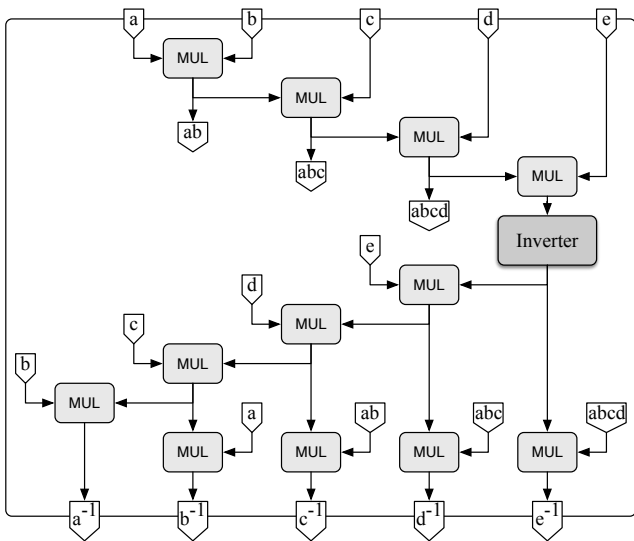 a b c d e
MUL
MUL
ab
MUL
abc
MUL
abcd
Inverter
e
MUL
d
MUL
c
MUL
b
MUL
a ab abc abcd
MUL MUL MUL MUL
a⁻¹ b⁻¹ c⁻¹ d⁻¹ e⁻¹